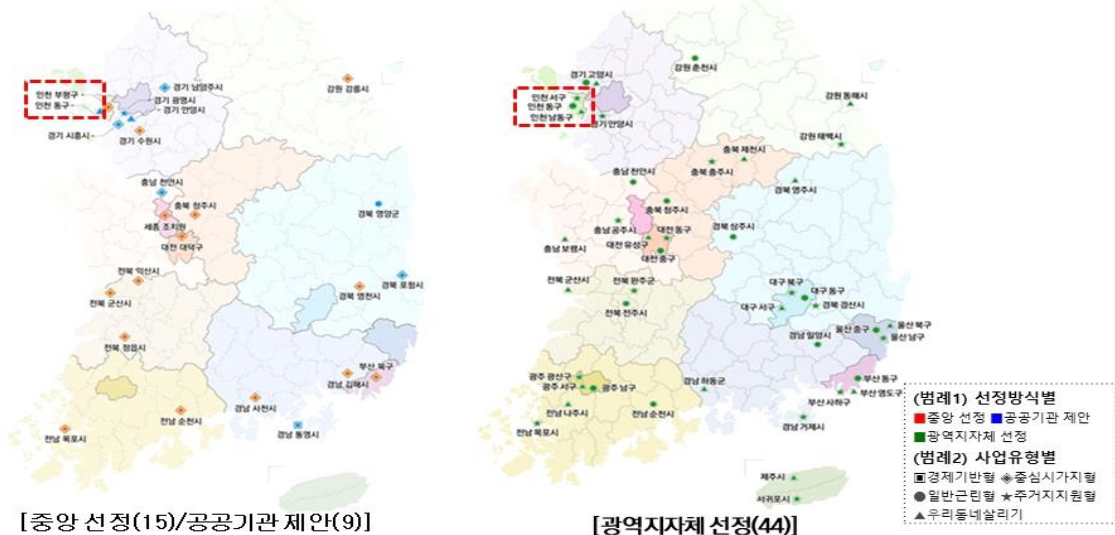 경기 남양주시
강원 강릉시
인천 부평구
인천 동구
경기 광명시
경기 안양시
경기 시흥시
경기 수원시
충남 천안시
충북 청주시
세종 조치원
대전 대덕구
경북 영양군
전북 익산시
전북 군산시
경북 영천시
경북 포항시
전북 정읍시
부산 북구
경남 김해시
경남 사천시
전남 순천시
전남 목포시
경남 통영시
[중앙 선정(15)/공공기관 제안(9)]
강원 춘천시
경기 고양시
인천 서구
인천 동구
인천 남동구
경기 안양시
강원 동해시
강원 태백시
충북 제천시
충북 충주시
충남 천안시
경북 영주시
충북 청주시
충남 공주시
대전 동구
경북 상주시
충남 보령시
대전 유성구
대전 중구
전북 군산시
전북 완주군
대구 북구
대구 동구
대구 서구
경북 경산시
전북 전주시
울산 중구
울산 북구
울산 남구
경남 밀양시
광주 광산구
광주 서구
광주 남구
경남 하동군
부산 동구
부산 영도구
부산 사하구
전남 나주시
전남 순천시
전남 목포시
경남 거제시
제주시
서귀포시
[광역지자체 선정(44)]
(범례1) 선정방식별
■중앙 선정 ■공공기관 제안
■광역지자체 선정
(범례2) 사업유형별
▣경제기반형 ◈중심시가지형
●일반근린형 ★주거지지원형
▲우리동네살리기